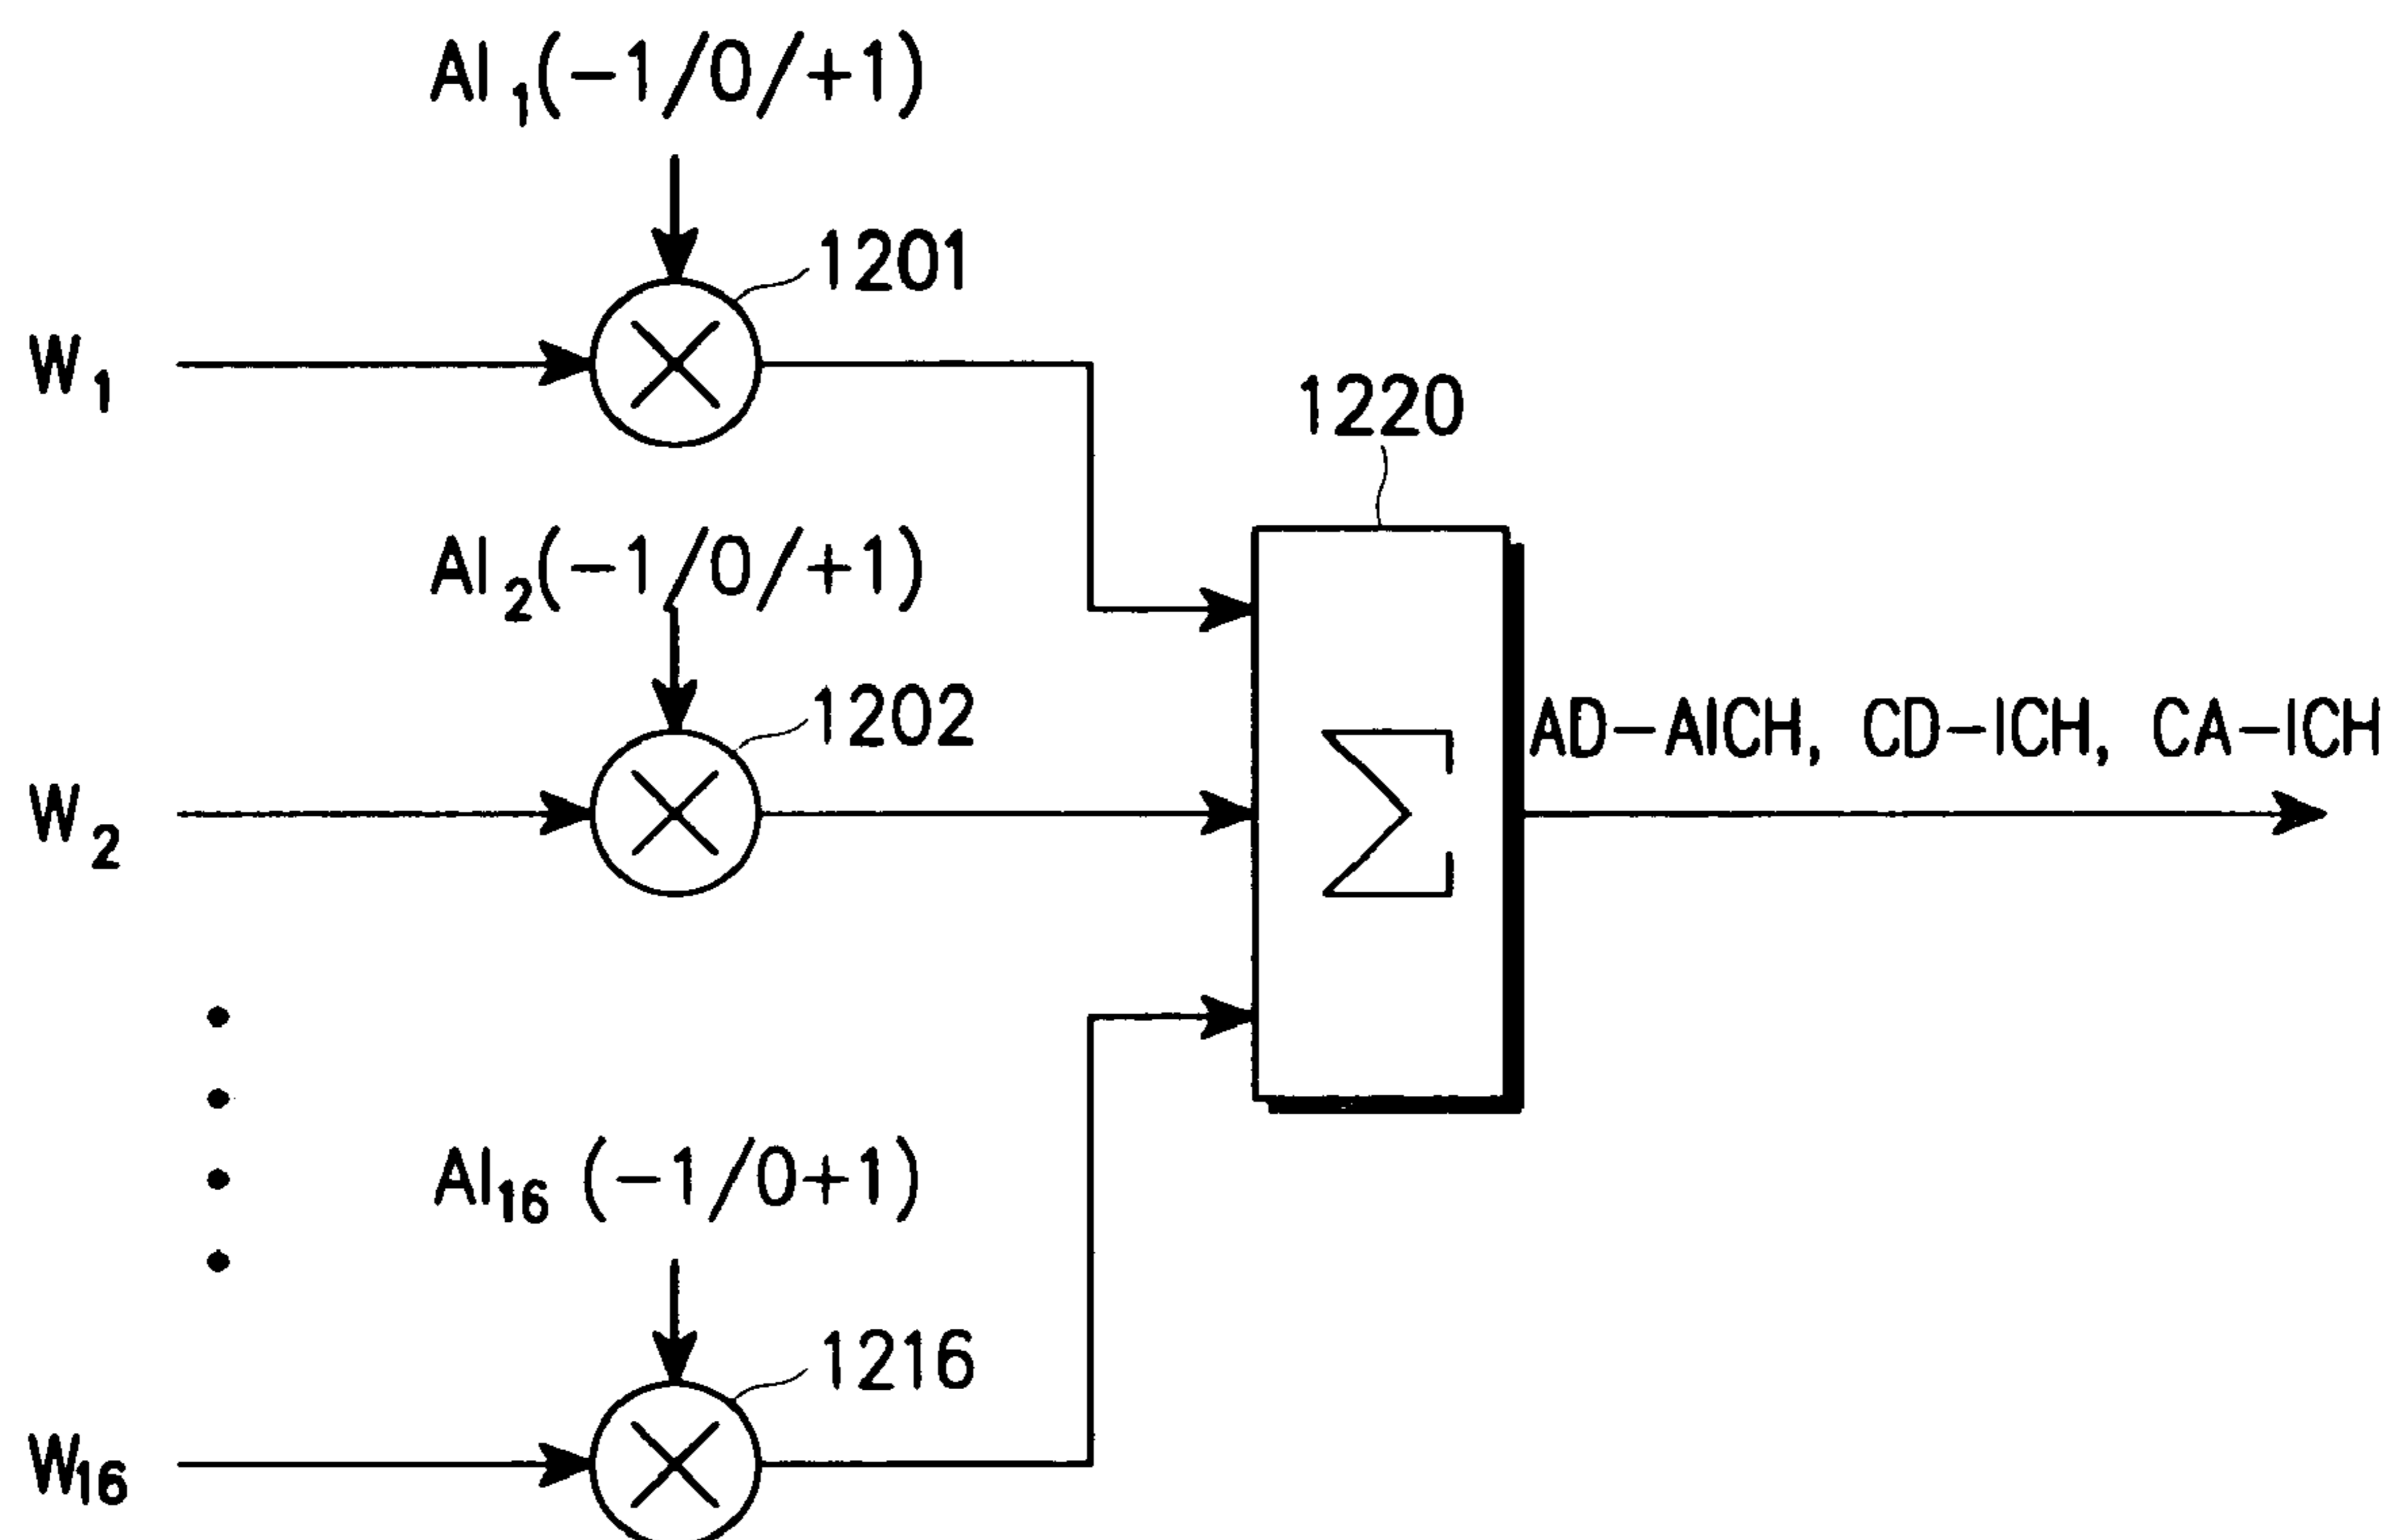 AI1(-1/0/+1)
1201
W1
1220
AI2(-1/0/+1)
1202
AD-AICH, CD-ICH, CA-ICH
W2
Σ
AI16 (-1/0+1)
1216
W16